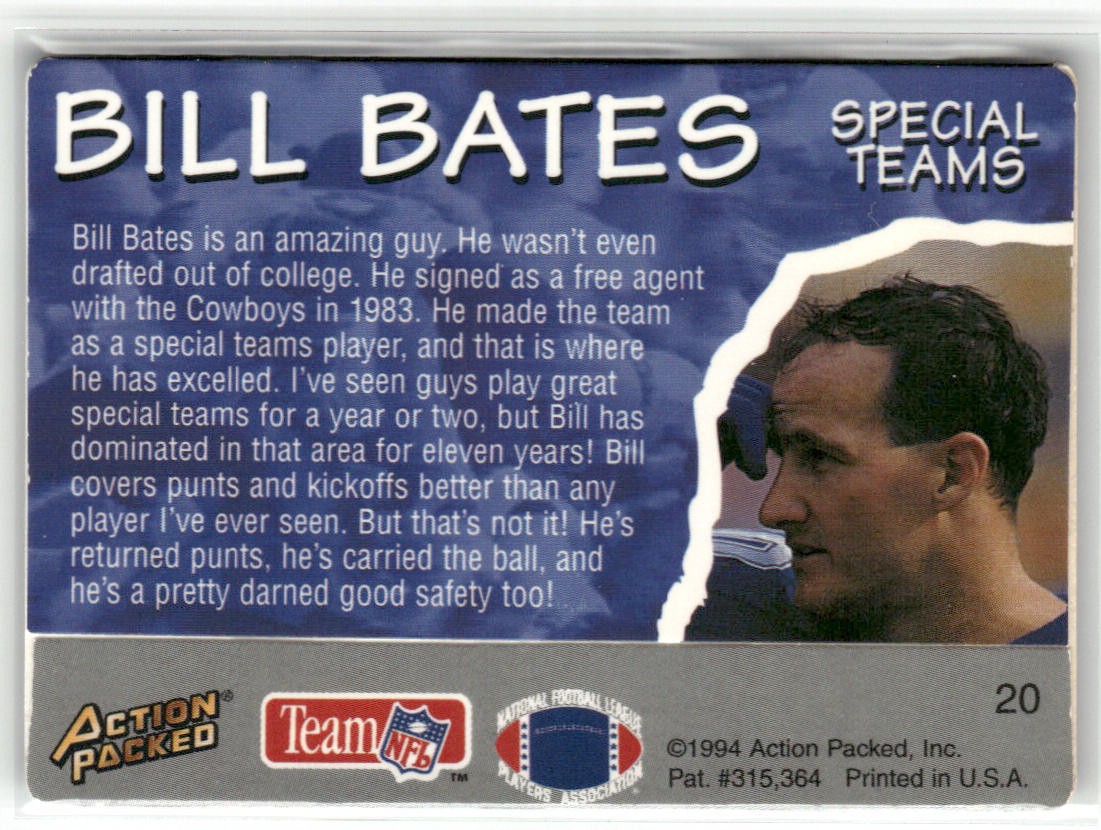 BILL BATES
SPECIAL
TEAMS
Bill Bates is an amazing guy. He wasn't even
drafted out of college. He signed as a free agent
with the Cowboys in 1983. He made the team
as a special teams player, and that is where
he has excelled. I've seen guys play great
special teams for a year or two, but Bill has
dominated in that area for eleven years! Bill
covers punts and kickoffs better than any
player I've ever seen. But that's not it! He's
returned punts, he's carried the ball, and
he's a pretty darned good safety too!
ACTION
PACKED®
Team NFL™
NATIONAL FOOTBALL LEAGUE
PLAYERS ASSOCIATION®
20
©1994 Action Packed, Inc.
Pat. #315,364 Printed in U.S.A.